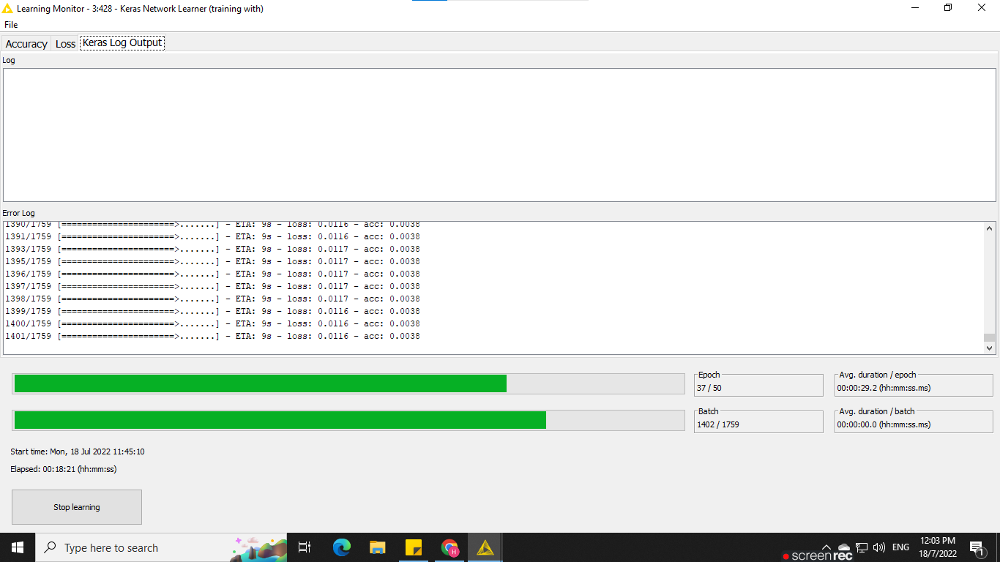 Learning Monitor - 3:428 - Keras Network Learner (training with)
File
Accuracy Loss Keras Log Output
Log
Error Log
1390/1759 [======================>.......] - ETA: 9s - loss: 0.0116 - acc: 0.0038
1391/1759 [======================>.......] - ETA: 9s - loss: 0.0116 - acc: 0.0038
1393/1759 [======================>.......] - ETA: 9s - loss: 0.0117 - acc: 0.0038
1395/1759 [======================>.......] - ETA: 9s - loss: 0.0117 - acc: 0.0038
1396/1759 [======================>.......] - ETA: 9s - loss: 0.0117 - acc: 0.0038
1397/1759 [======================>.......] - ETA: 9s - loss: 0.0117 - acc: 0.0038
1398/1759 [======================>.......] - ETA: 9s - loss: 0.0117 - acc: 0.0038
1399/1759 [======================>.......] - ETA: 9s - loss: 0.0116 - acc: 0.0038
1400/1759 [======================>.......] - ETA: 9s - loss: 0.0116 - acc: 0.0038
1401/1759 [======================>.......] - ETA: 9s - loss: 0.0116 - acc: 0.0038
Epoch
37 / 50
Avg. duration / epoch
00:00:29.2 (hh:mm:ss.ms)
Batch
1402 / 1759
Avg. duration / batch
00:00:00.0 (hh:mm:ss.ms)
Start time: Mon, 18 Jul 2022 11:45:10
Elapsed: 00:18:21 (hh:mm:ss)
Stop learning
Type here to search
H
ENG
12:03 PM
18/7/2022
1
screenrec